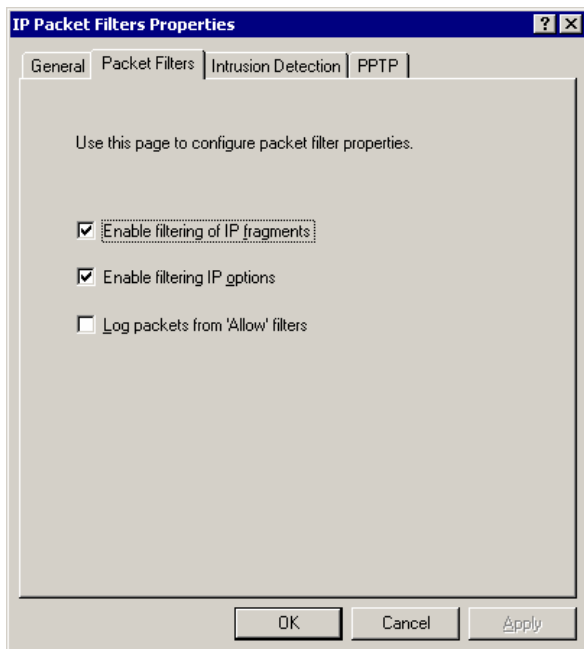 IP Packet Filters Properties
General Packet Filters Intrusion Detection PPTP
Use this page to configure packet filter properties.
Enable filtering of IP fragments
Enable filtering IP options
Log packets from 'Allow' filters
OK Cancel Apply